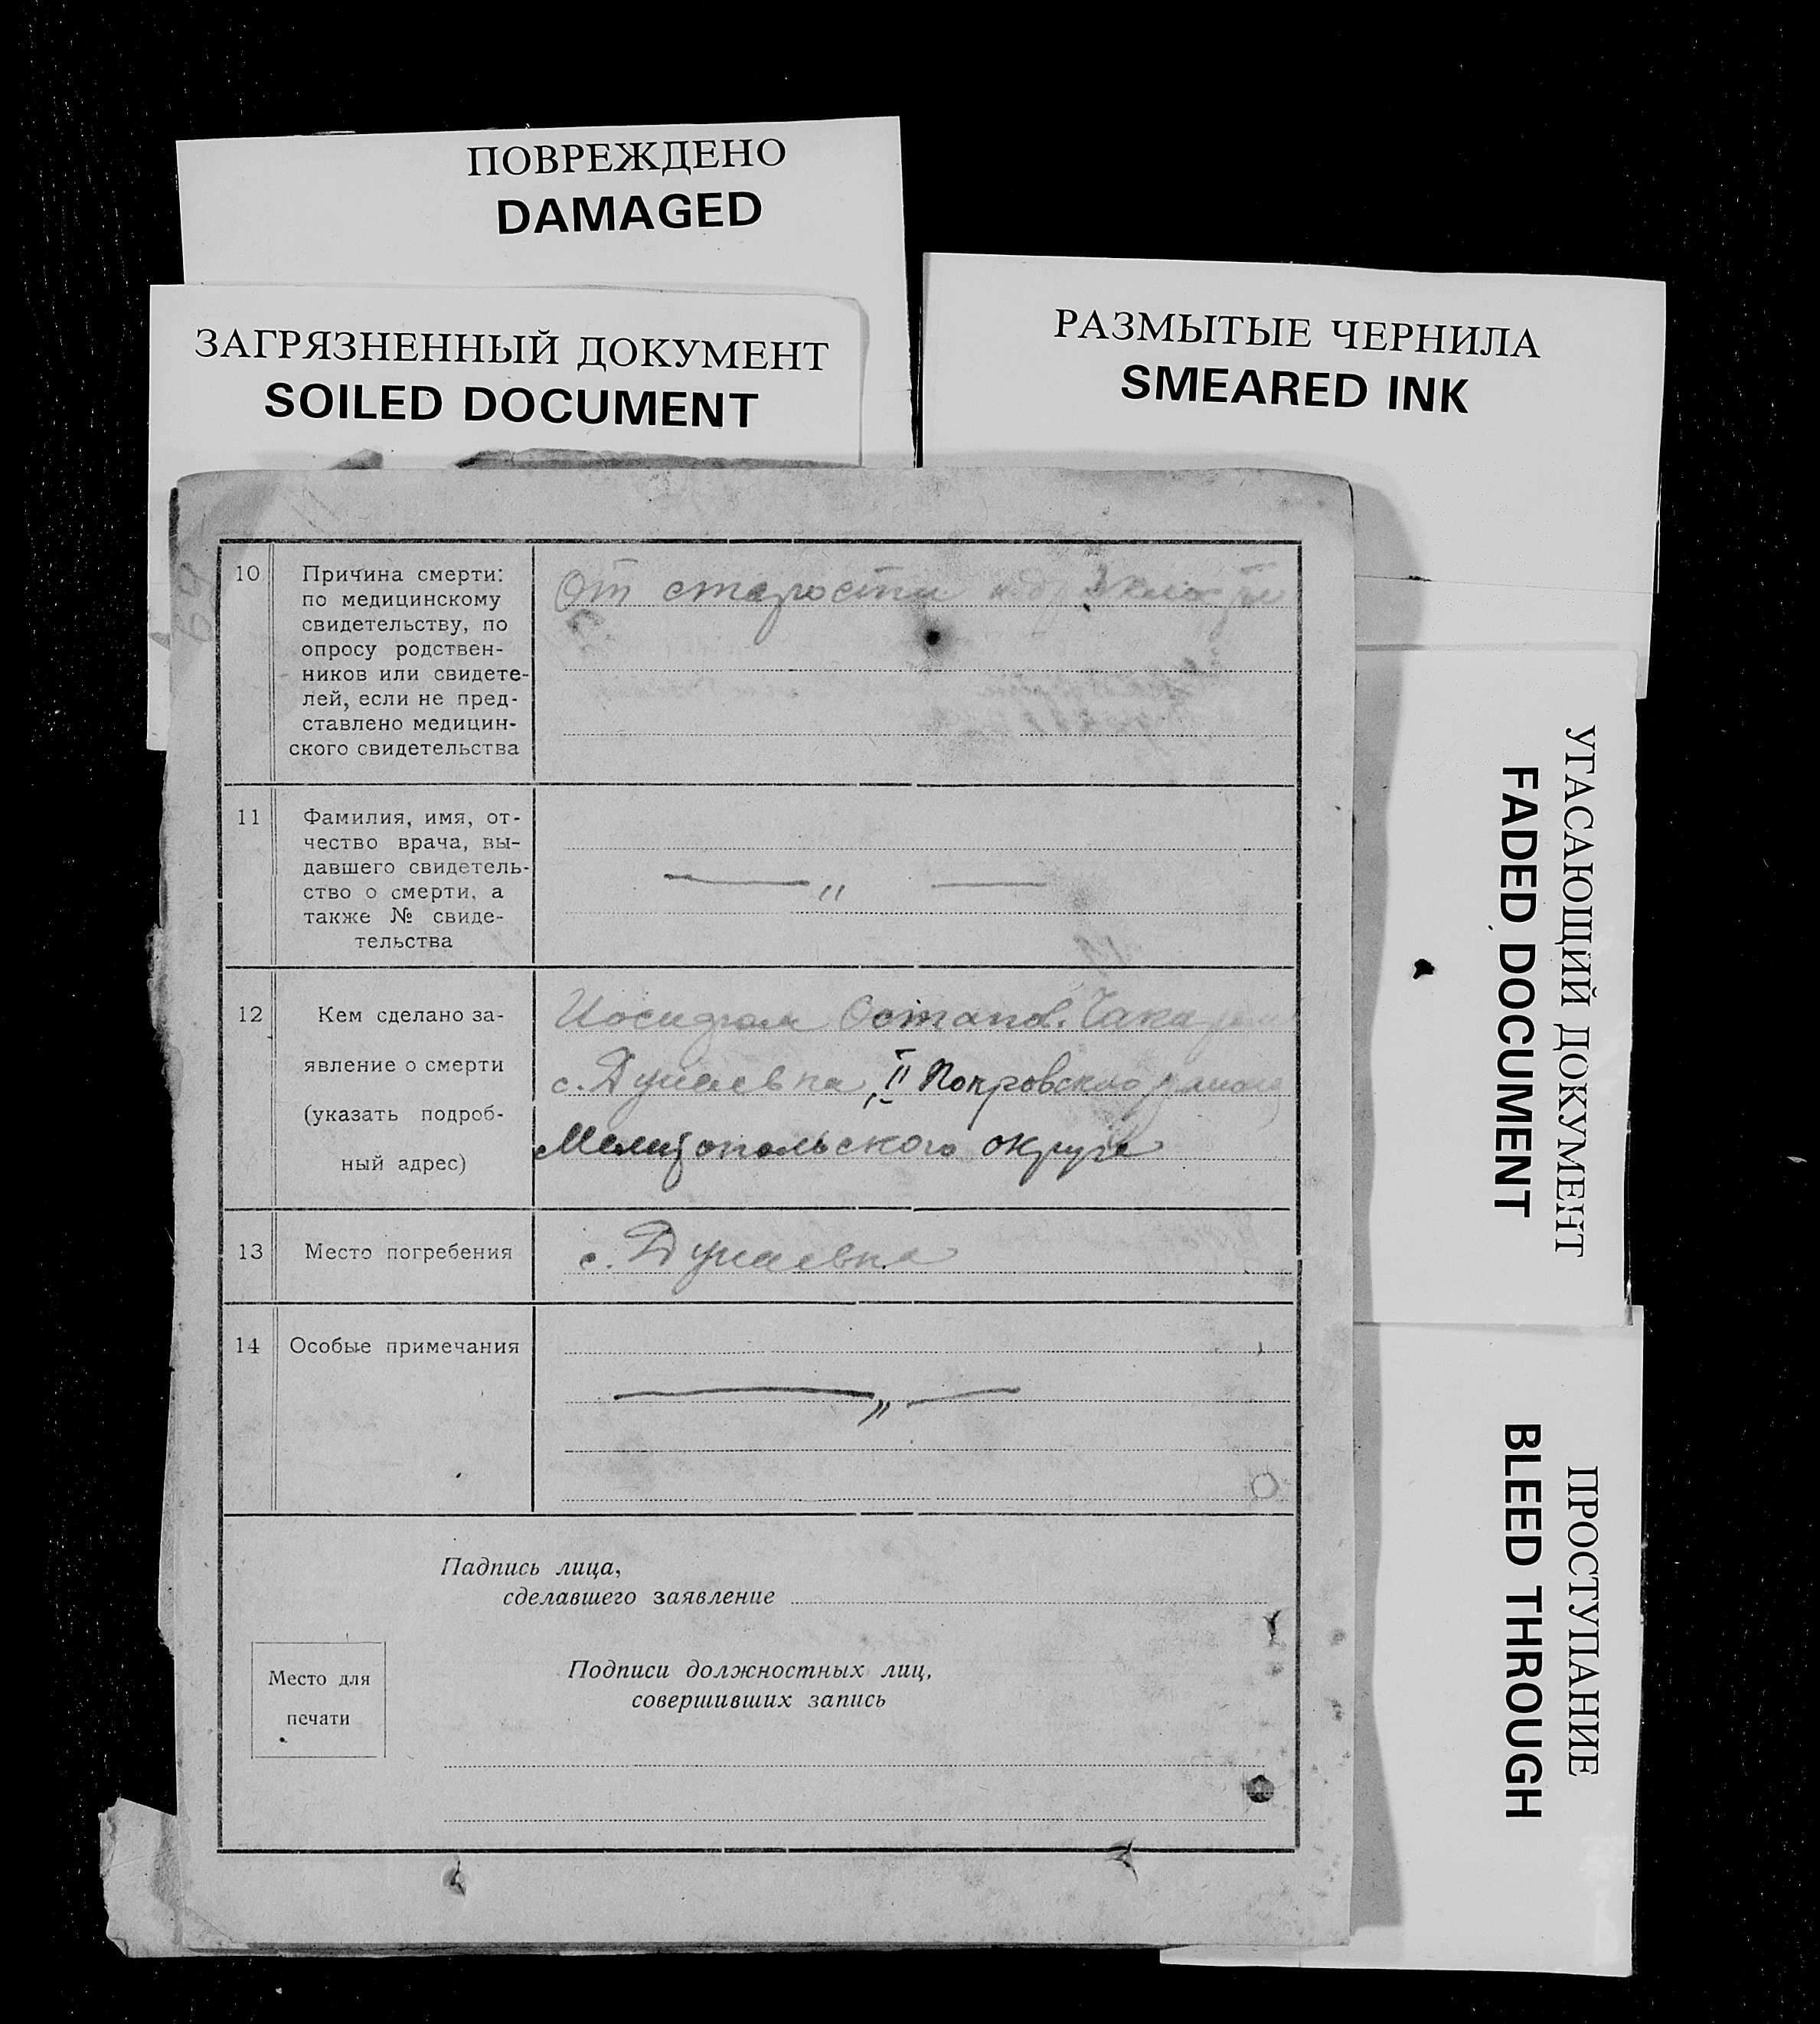 ПОВРЕЖДЕНО
DAMAGED
ЗАГРЯЗНЕННЫЙ ДОКУМЕНТ
SOILED DOCUMENT
РАЗМЫТЫЕ ЧЕРНИЛА
SMEARED INK
10
Причина смерти:
по медицинскому
свидетельству, по
опросу родствен-
ников или свидете-
лей, если не пред-
ставлено медицин-
ского свидетельства
От старости
11
Фамилия, имя, от-
чество врача, вы-
давшего свидетель-
ство о смерти, а
также № свиде-
тельства
— " —
12
Кем сделано за-
явление о смерти
(указать подроб-
ный адрес)
Остапов.
с. Дунаевка, II Покровского района
Мелитопольского округа
13
Место погребения
с. Дунаевка
14
Особые примечания
— " —
Падпись лица,
сделавшего заявление
Место для
печати
Подписи должностных лиц,
совершивших запись
УГАСАЮЩИЙ ДОКУМЕНТ
FADED DOCUMENT
ПРОСТУПАНИЕ
BLEED THROUGH